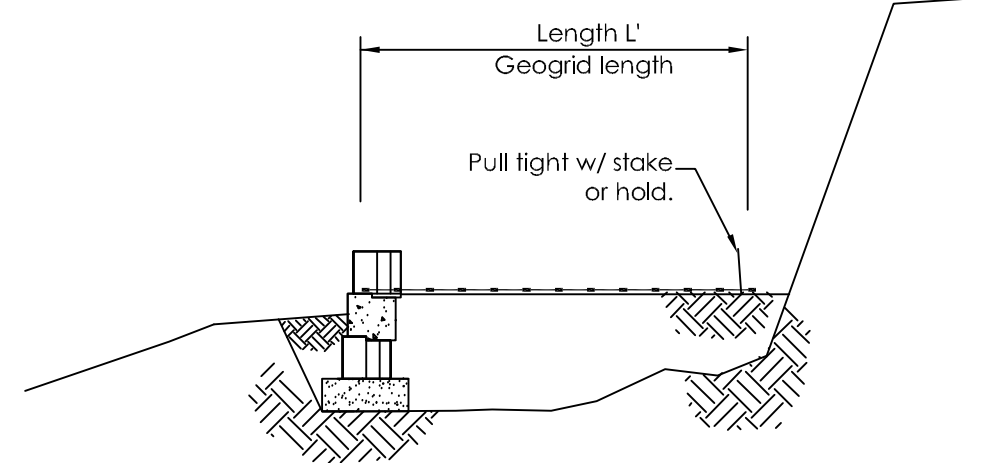 Length L'
Geogrid length
Pull tight w/ stake
or hold.